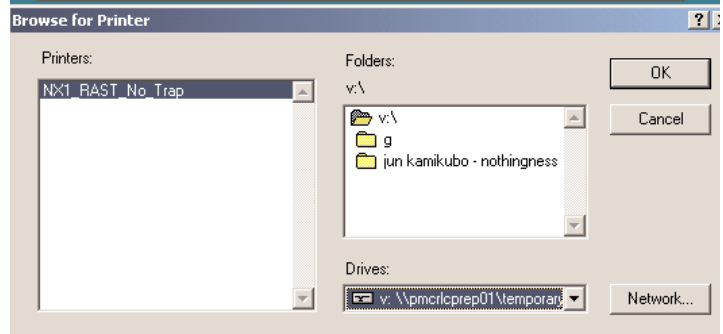 Browse for Printer
Printers:
NX1_RAST_No_Trap
Folders:
v:\
v:\
g
jun kamikubo - nothingness
Drives:
v: \\pmcrlcprep01\temporary
OK
Cancel
Network...